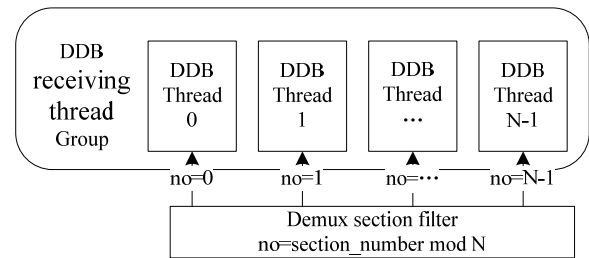 DDB
receiving
thread
Group
DDB
Thread
0
DDB
Thread
1
DDB
Thread
...
DDB
Thread
N-1
no=0
no=1
no=...
no=N-1
Demux section filter
no=section_number mod N